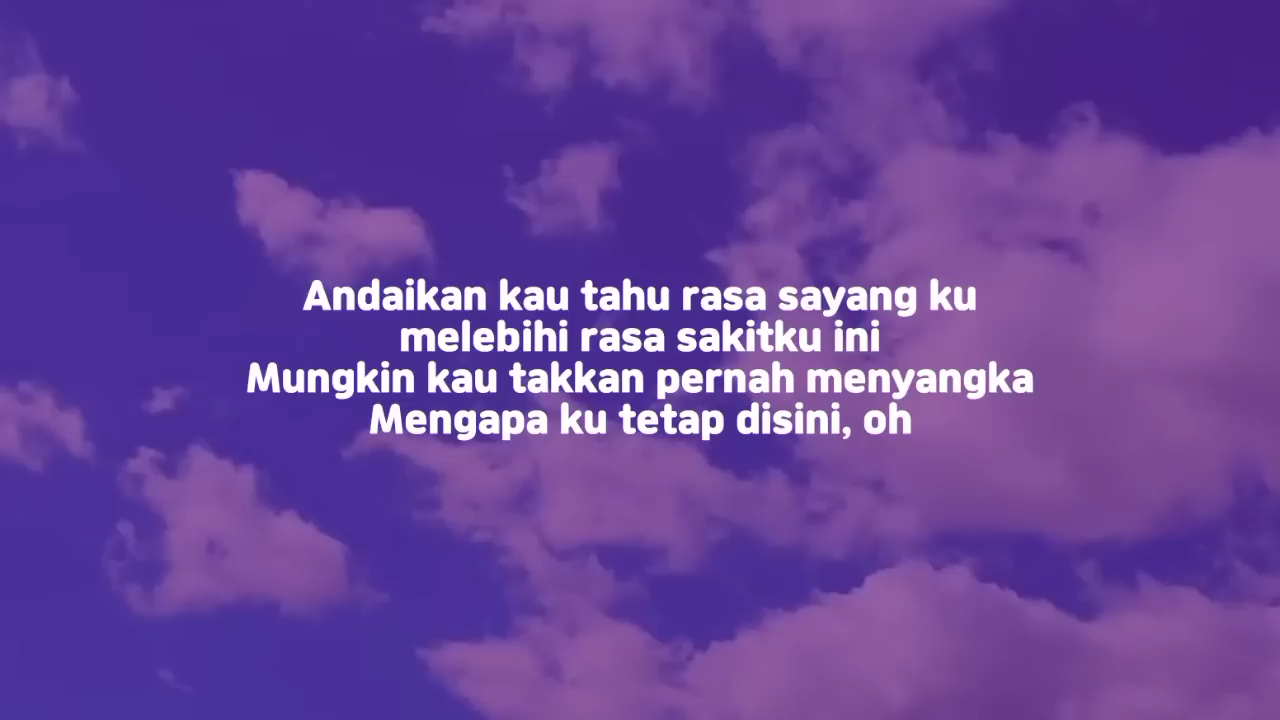 Andaikan kau tahu rasa sayang ku
melebihi rasa sakitku ini
Mungkin kau takkan pernah menyangka
Mengapa ku tetap disini, oh